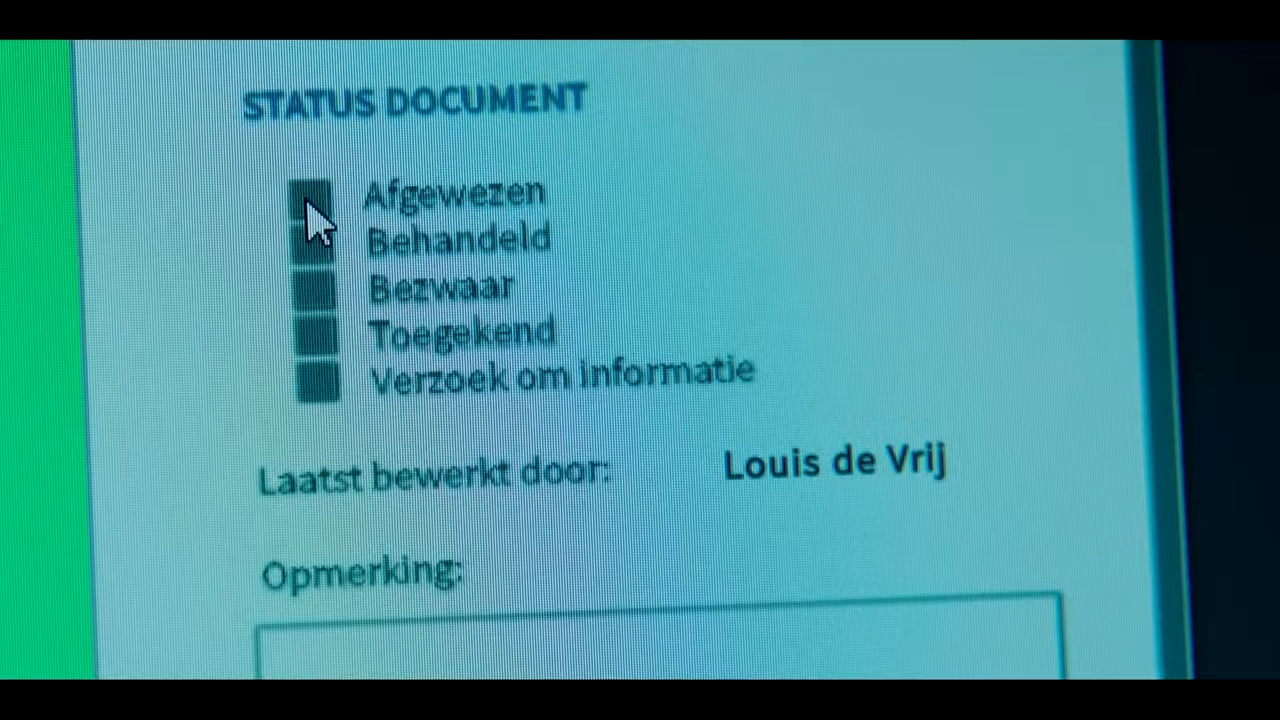 STATUS DOCUMENT
Afgewezen
Behandeld
Bezwaar
Toegekend
Verzoek om informatie
Laatst bewerkt door: Louis de Vrij
Opmerking: